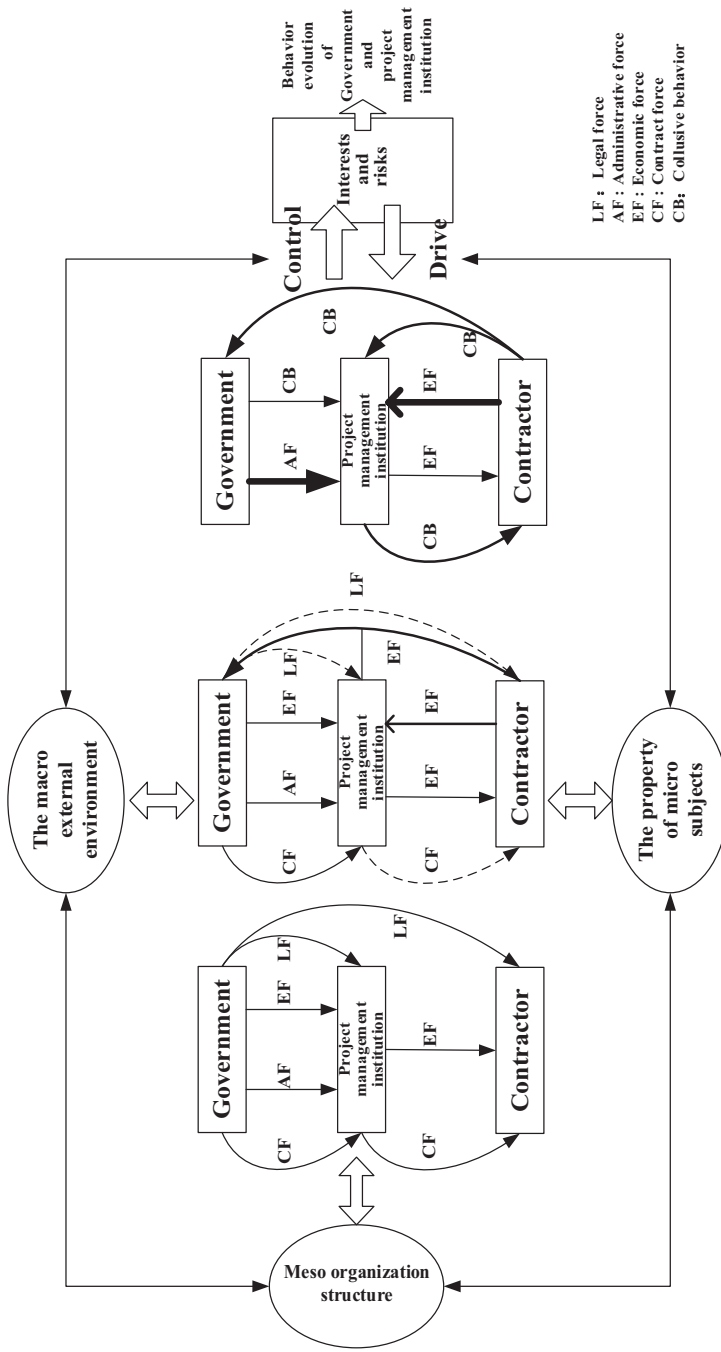 The macro
external
environment
Meso organization
structure
Government
CF
AF
EF
LF
LF
Project
management
institution
CF
EF
Contractor
Government
CF
AF
EF
LF
LF
Project
management
institution
EF
CF
EF
EF
Contractor
Government
AF
CB
CB
Project
management
institution
CB
EF
EF
CB
Contractor
Control
Drive
Interests
and
risks
Behavior
evolution
of
Government
and
project
management
institution
The property
of micro
subjects
LF：Legal force
AF：Administrative force
EF：Economic force
CF：Contract force
CB：Collusive behavior